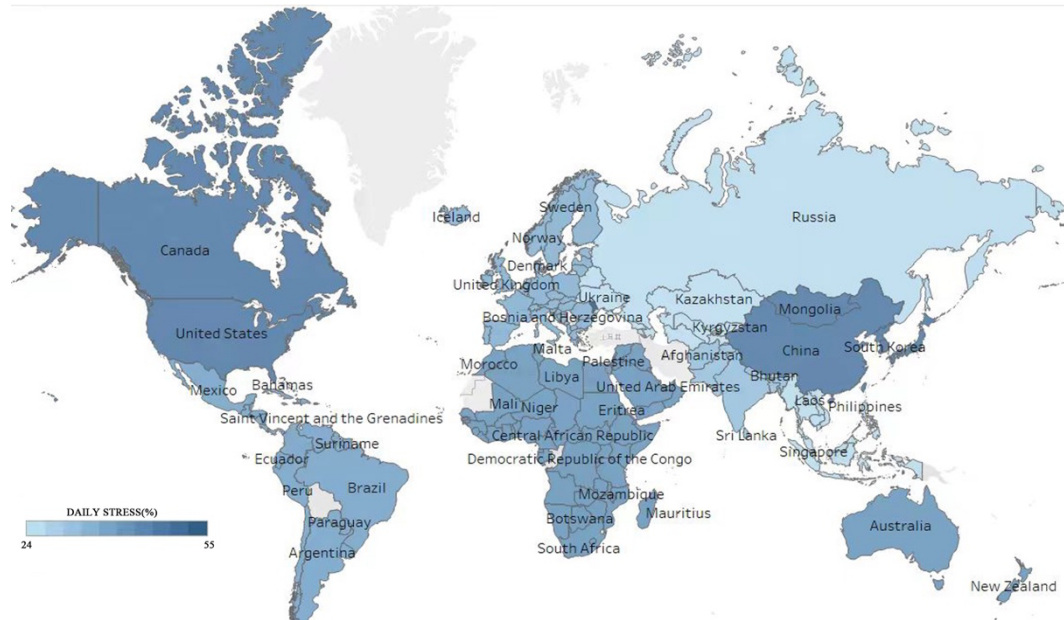 Sweden
Iceland
Russia
Norway
Canada
Denmark
United Kingdom
Ukraine
Kazakhstan
Bosnia and Herzegovina
Mongolia
Kyrgyzstan
United States
Malta
China
South Korea
Morocco
Palestine
Afghanistan
Libya
Bhutan
Mexico
Bahamas
United Arab Emirates
Mali
Niger
Laos
Eritrea
Philippines
Saint Vincent and the Grenadines
Central African Republic
Sri Lanka
Suriname
Singapore
Ecuador
Democratic Republic of the Congo
Peru
Brazil
Mozambique
DAILY STRESS(%)
Mauritius
Paraguay
Botswana
Australia
24
55
Argentina
South Africa
New Zealand